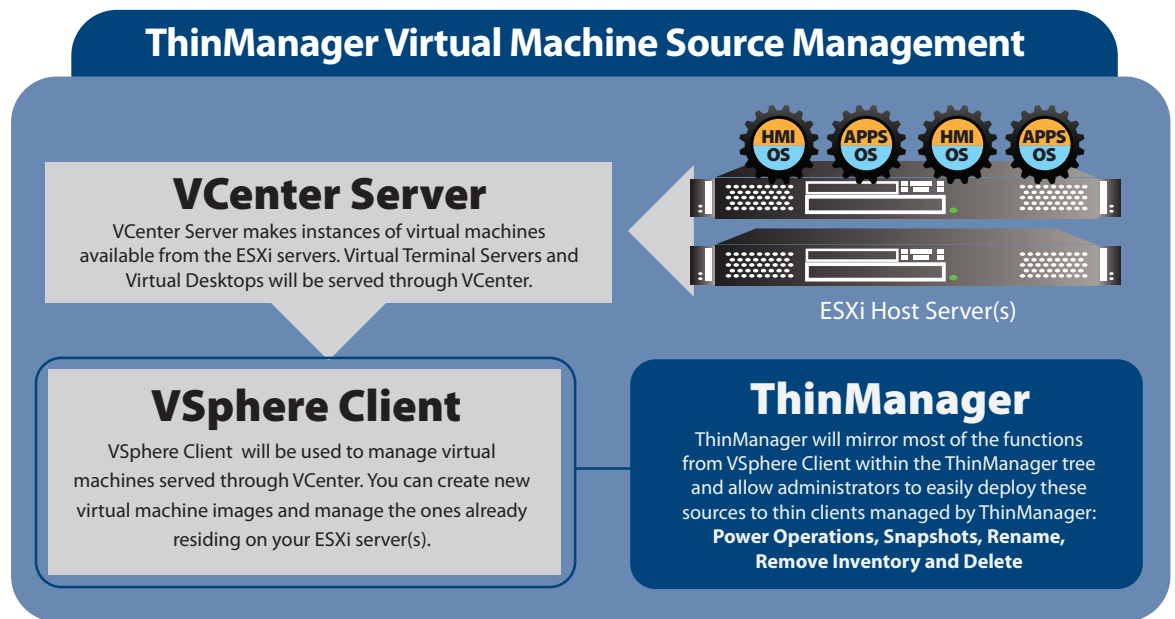 ThinManager Virtual Machine Source Management
HMI
OS
APPS
OS
HMI
OS
APPS
OS
VCenter Server
VCenter Server makes instances of virtual machines
available from the ESXi servers. Virtual Terminal Servers and
Virtual Desktops will be served through VCenter.
ESXi Host Server(s)
VSphere Client
VSphere Client will be used to manage virtual
machines served through VCenter. You can create new
virtual machine images and manage the ones already
residing on your ESXi server(s).
ThinManager
ThinManager will mirror most of the functions
from VSphere Client within the ThinManager tree
and allow administrators to easily deploy these
sources to thin clients managed by ThinManager:
Power Operations, Snapshots, Rename,
Remove Inventory and Delete